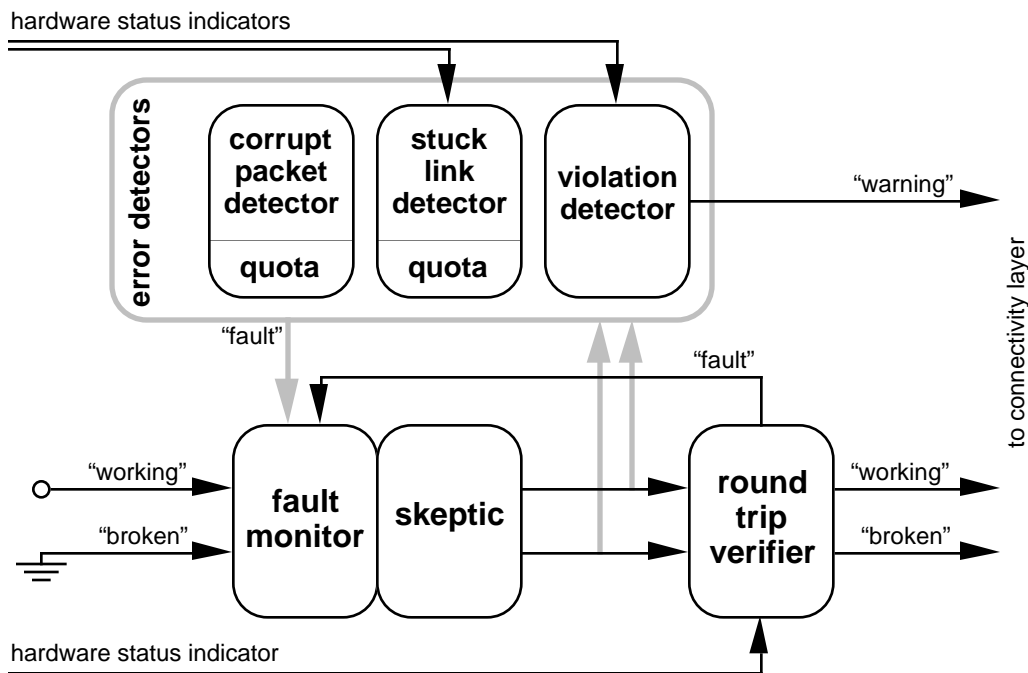 hardware status indicators
error detectors
corrupt
packet
detector
quota
stuck
link
detector
quota
violation
detector
“warning”
to connectivity layer
“fault”
“fault”
“working”
“broken”
fault
monitor
skeptic
round
trip
verifier
“working”
“broken”
hardware status indicator